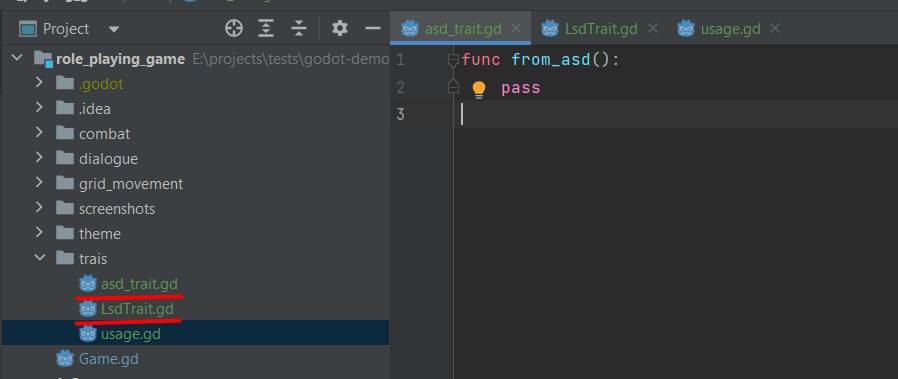 Project
role_playing_game E:\projects\tests\godot-demo
.godot
.idea
combat
dialogue
grid_movement
screenshots
theme
trais
asd_trait.gd
LsdTrait.gd
usage.gd
Game.gd
asd_trait.gd LsdTrait.gd usage.gd
1 func from_asd():
2 pass
3